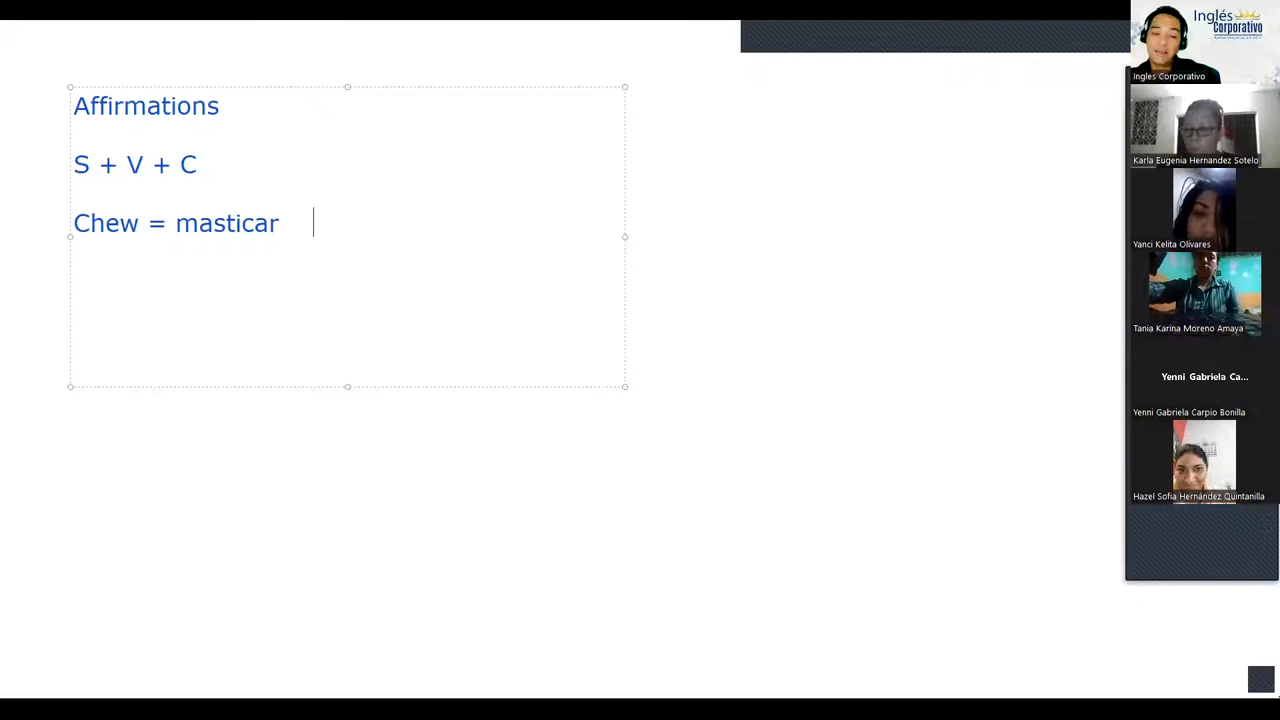 Affirmations
S + V + C
Chew = masticar
Inglés
Corporativo
Ingles Corporativo
Karla Eugenia Hernandez Sotelo
Yanci Kelita Olivares
Tania Karina Moreno Amaya
Yenni Gabriela Ca...
Yenni Gabriela Carpio Bonilla
Hazel Sofia Hernández Quintanilla